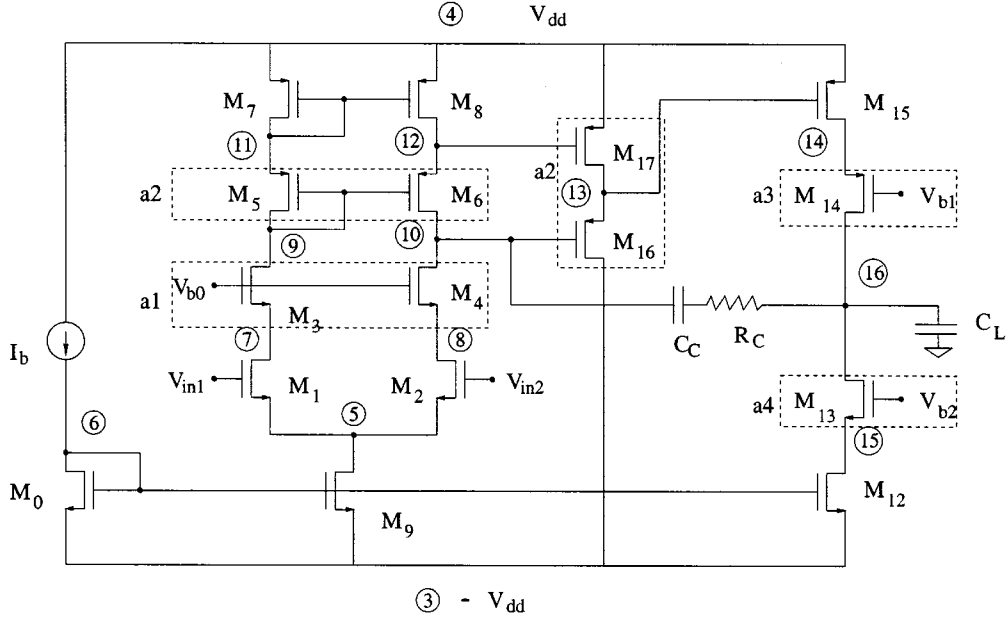 ④ V_dd
M_7
M_8
M_15
⑪
⑫
⑭
M_17
a2
M_5
M_6
a2
⑬
a3
M_14
V_b1
⑨
⑩
M_16
⑯
a1
V_b0
M_3
M_4
⑦
⑧
C_C
R_C
C_L
I_b
V_in1
M_1
M_2
V_in2
a4
M_13
V_b2
⑥
⑤
⑮
M_0
M_9
M_12
③ - V_dd